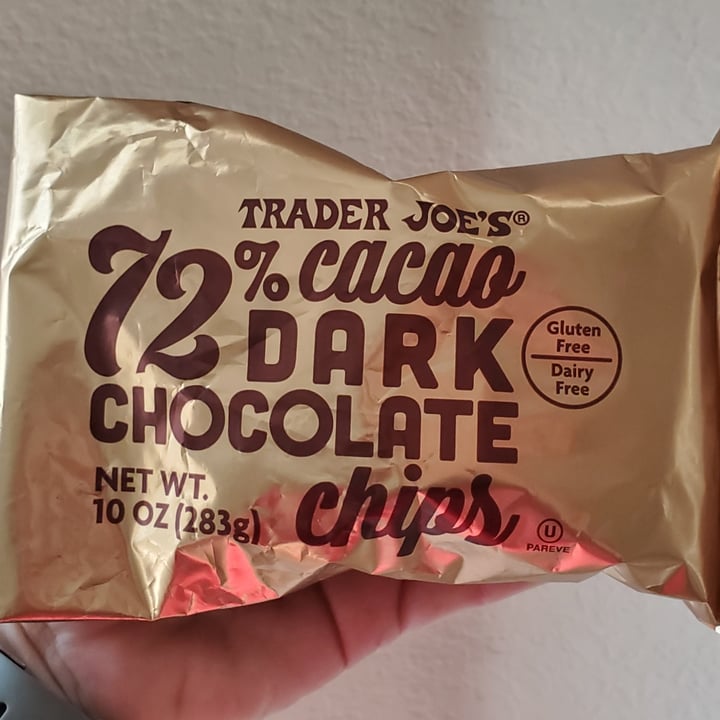 TRADER JOE'S®
72% cacao
DARK
CHOCOLATE
chips
Gluten
Free
Dairy
Free
NET WT.
10 OZ (283g)
U
PAREVE